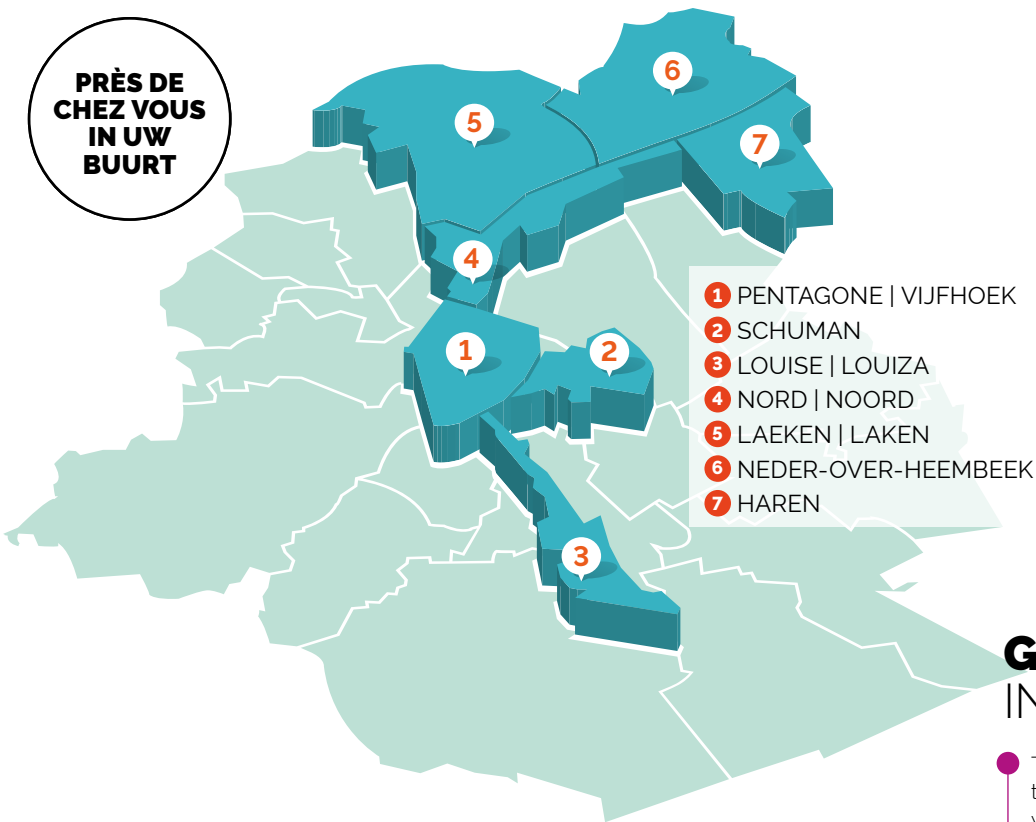 PRÈS DE
CHEZ VOUS
IN UW
BUURT
6
5
7
4
1
2
3
1 PENTAGONE | VIJFHOEK
2 SCHUMAN
3 LOUISE | LOUIZA
4 NORD | NOORD
5 LAEKEN | LAKEN
6 NEDER-OVER-HEEMBEEK
7 HAREN